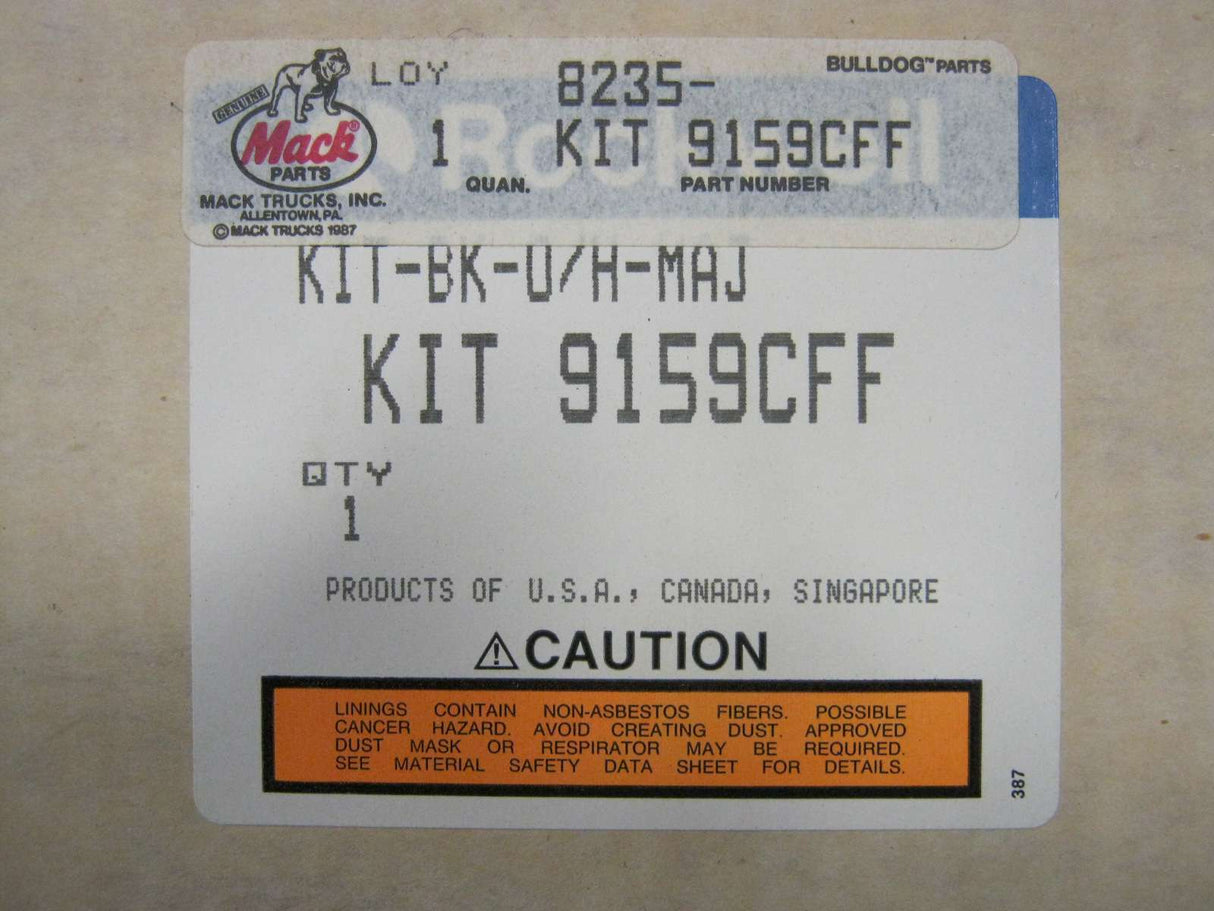 LOY 8235- BULLDOG™ PARTS
GENUINE
Mack®
PARTS
1 KIT 9159CFF
QUAN. PART NUMBER
MACK TRUCKS, INC.
ALLENTOWN, PA.
© MACK TRUCKS 1987
Rockwell
KIT-BK-O/H-MAJ
KIT 9159CFF
QTY
1
PRODUCTS OF U.S.A., CANADA, SINGAPORE
⚠ CAUTION
LININGS CONTAIN NON-ASBESTOS FIBERS. POSSIBLE
CANCER HAZARD. AVOID CREATING DUST. APPROVED
DUST MASK OR RESPIRATOR MAY BE REQUIRED.
SEE MATERIAL SAFETY DATA SHEET FOR DETAILS.
387